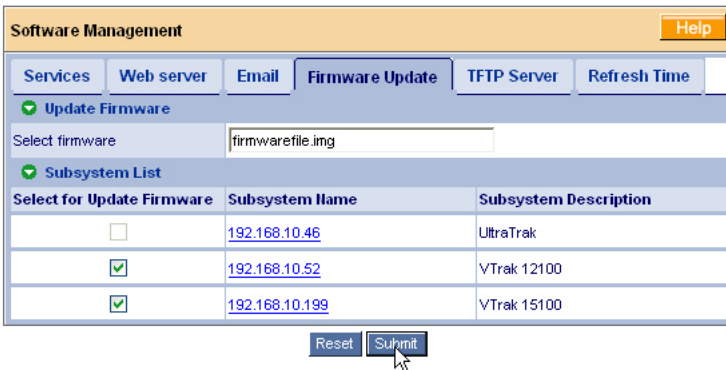 Software Management Help
Services Web server Email Firmware Update TFTP Server Refresh Time
Update Firmware
Select firmware firmwarefile.img
Subsystem List
Select for Update Firmware Subsystem Name Subsystem Description
192.168.10.46 UltraTrak
192.168.10.52 VTrak 12100
192.168.10.199 VTrak 15100
Reset Submit